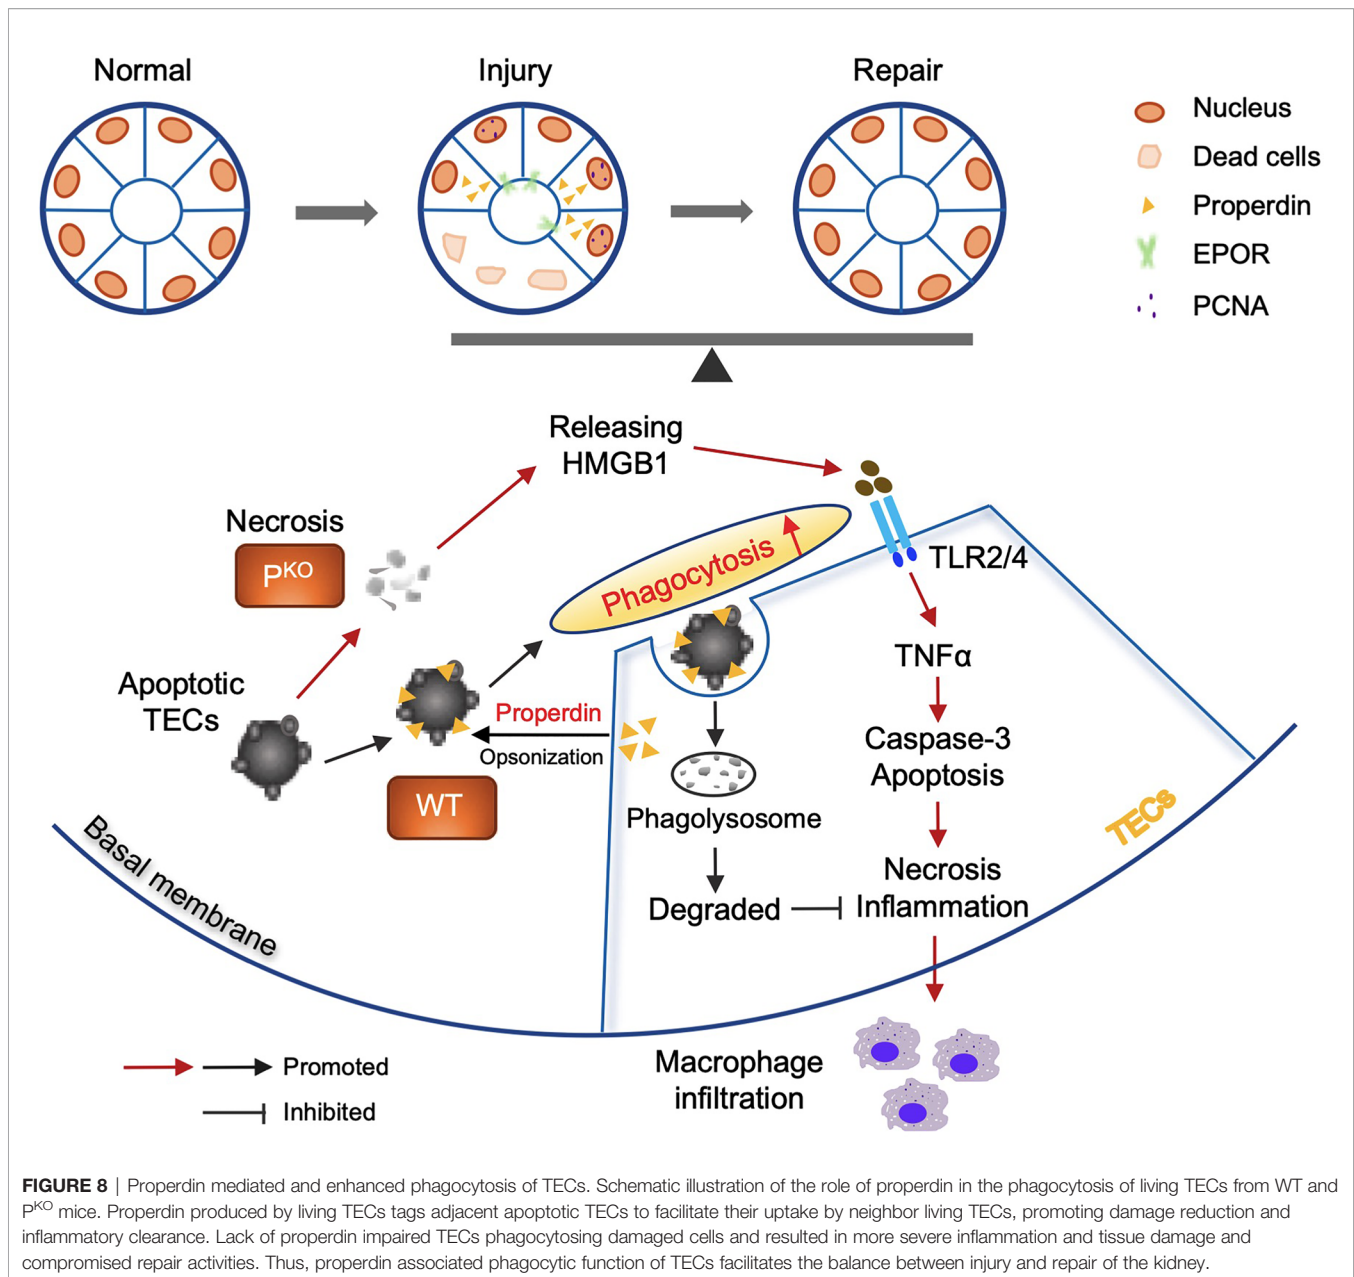 Normal
Injury
Repair
Nucleus
Dead cells
Properdin
EPOR
PCNA
Releasing
HMGB1
Necrosis
PKO
Phagocytosis
TLR2/4
Apoptotic
TECs
Properdin
Opsonization
WT
TNFα
Caspase-3
Apoptosis
Phagolysosome
TECs
Necrosis
Degraded
Inflammation
Basal membrane
Macrophage
infiltration
Promoted
Inhibited
FIGURE 8 | Properdin mediated and enhanced phagocytosis of TECs. Schematic illustration of the role of properdin in the phagocytosis of living TECs from WT and
PKO mice. Properdin produced by living TECs tags adjacent apoptotic TECs to facilitate their uptake by neighbor living TECs, promoting damage reduction and
inflammatory clearance. Lack of properdin impaired TECs phagocytosing damaged cells and resulted in more severe inflammation and tissue damage and
compromised repair activities. Thus, properdin associated phagocytic function of TECs facilitates the balance between injury and repair of the kidney.